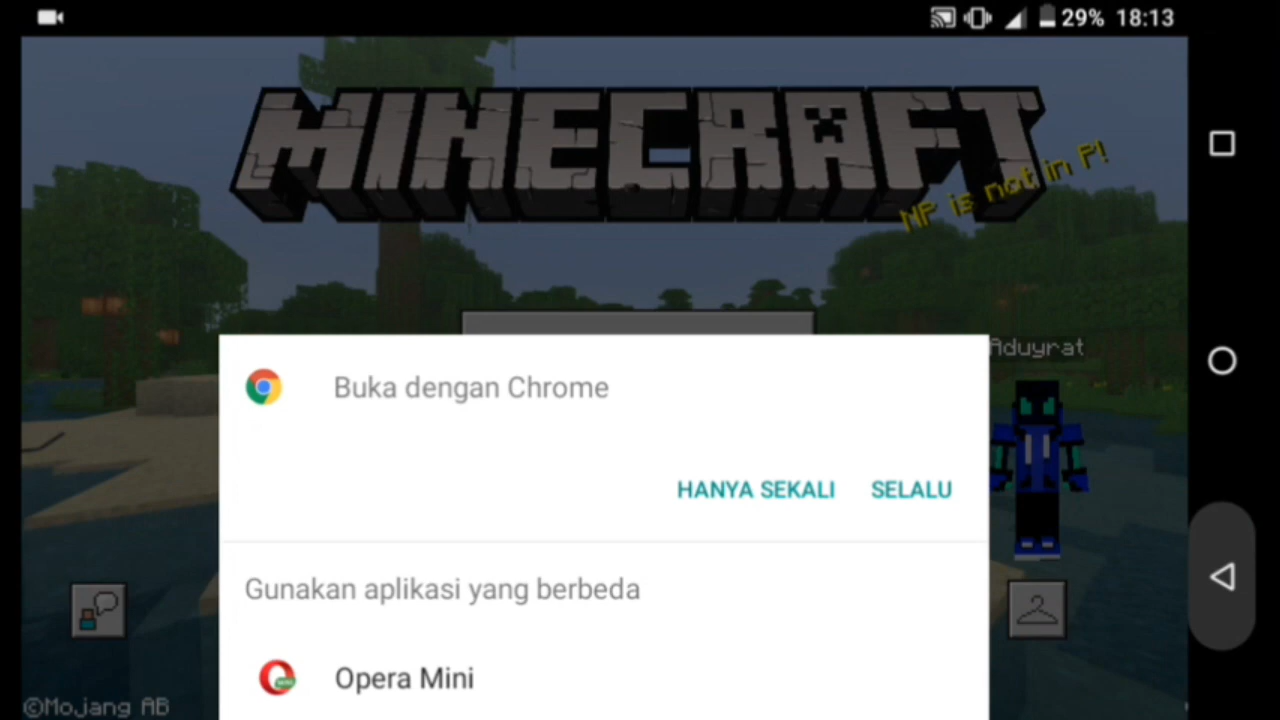 29% 18:13
MINECRAFT
MP is not in P!
Aduyrat
Buka dengan Chrome
HANYA SEKALI SELALU
Gunakan aplikasi yang berbeda
Opera Mini
©Mojang AB